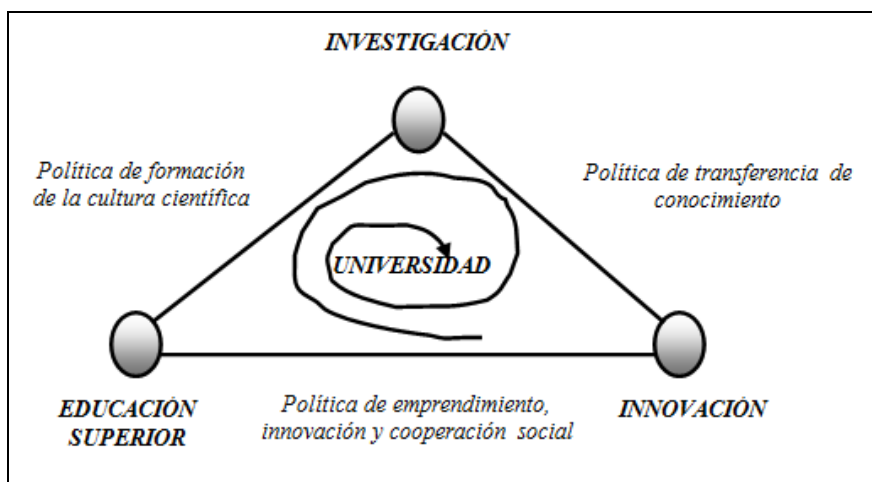 INVESTIGACIÓN
Política de formación
de la cultura científica
Política de transferencia de
conocimiento
UNIVERSIDAD
EDUCACIÓN
SUPERIOR
Política de emprendimiento,
innovación y cooperación social
INNOVACIÓN